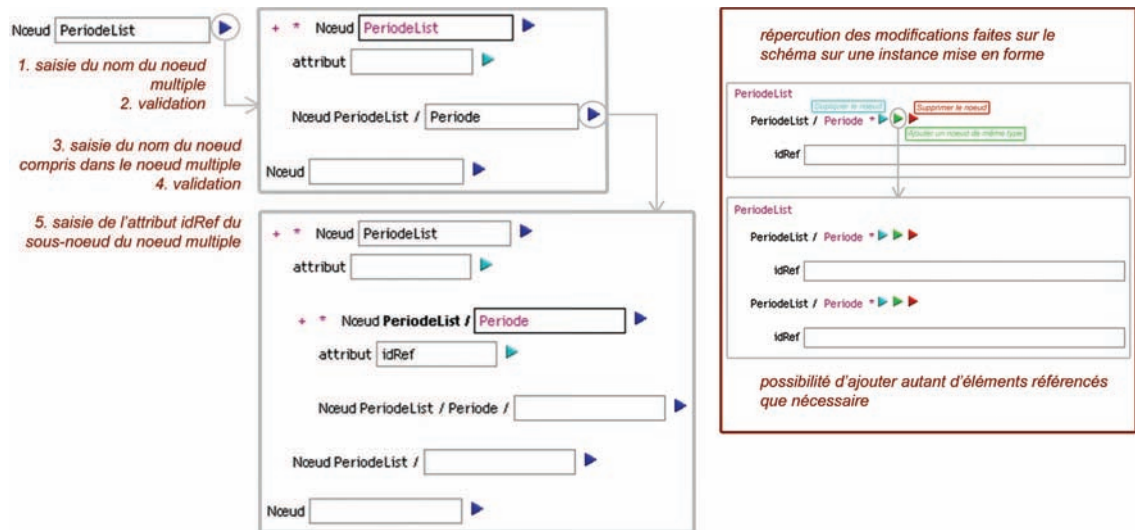 Nœud PeriodeList
1. saisie du nom du noeud
multiple
2. validation
3. saisie du nom du noeud
compris dans le noeud multiple
4. validation
5. saisie de l'attribut idRef du
sous-noeud du noeud multiple
+ * Nœud PeriodeList
attribut
Nœud PeriodeList / Periode
Nœud
+ * Nœud PeriodeList
attribut
+ * Nœud PeriodeList / Periode
attribut idRef
Nœud PeriodeList / Periode /
Nœud PeriodeList /
Nœud
répercution des modifications faites sur le
schéma sur une instance mise en forme
PeriodeList
Dupliquer le noeud Supprimer le noeud
PeriodeList / Periode *
Ajouter un noeud de même type
idRef
PeriodeList
PeriodeList / Periode *
idRef
PeriodeList / Periode *
idRef
possibilité d'ajouter autant d'éléments référencés
que nécessaire